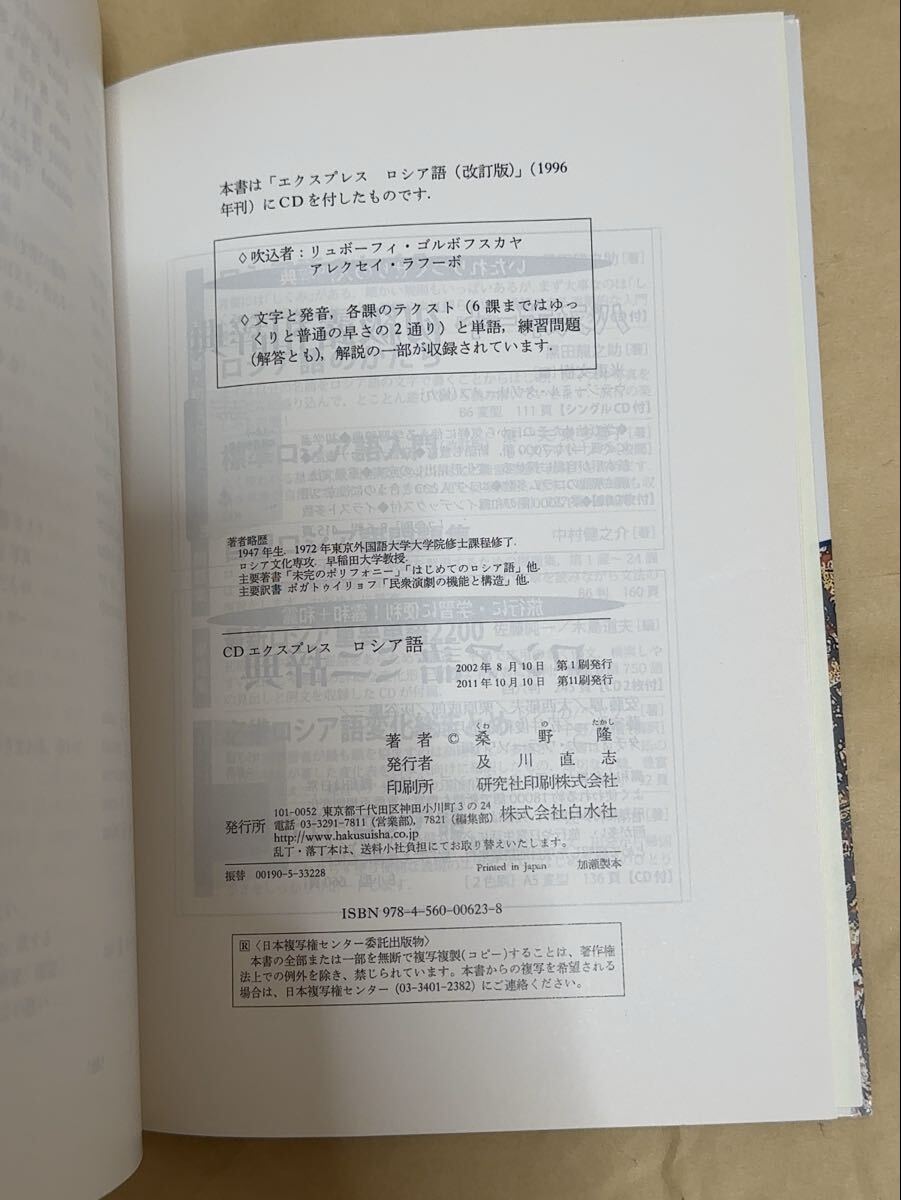 本書は「エクスプレス　ロシア語（改訂版）」（1996
年刊）にCDを付したものです.
◇吹込者：リュボーフィ・ゴルボフスカヤ
アレクセイ・ラフーボ
◇文字と発音，各課のテクスト（6課まではゆっ
くりと普通の早さの2通り）と単語，練習問題
（解答とも），解説の一部が収録されています.
著者略歴
1947年生．1972年東京外国語大学大学院修士課程修了.
ロシア文化専攻．早稲田大学教授.
主要著書「未完のポリフォニー」「はじめてのロシア語」他.
主要訳書 ボガトゥイリョフ「民衆演劇の機能と構造」他.
CDエクスプレス　ロシア語
2002年 8月10日　第1刷発行
2011年10月10日　第11刷発行
くわ　の　たかし
著者©　桑　野　隆
発行者　及川直志
印刷所　研究社印刷株式会社
101-0052 東京都千代田区神田小川町3の24
発行所　電話 03-3291-7811（営業部）, 7821（編集部）　株式会社白水社
http://www.hakusuisha.co.jp
乱丁・落丁本は、送料小社負担にてお取り替えいたします。
振替　00190-5-33228　Printed in Japan　加瀬製本
ISBN 978-4-560-00623-8
Ⓡ〈日本複写権センター委託出版物〉
本書の全部または一部を無断で複写複製（コピー）することは、著作権
法上での例外を除き、禁じられています。本書からの複写を希望される
場合は、日本複写権センター（03-3401-2382）にご連絡ください。